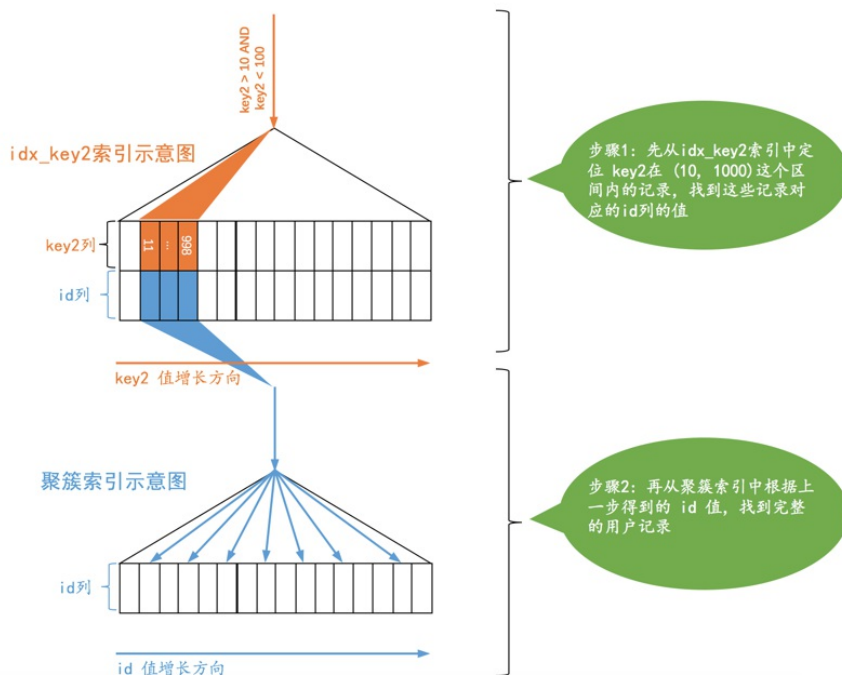 key2 > 10 AND
key2 < 100
idx_key2索引示意图
key2列
11
...
998
id列
key2 值增长方向
步骤1: 先从idx_key2索引中定
位 key2在 (10, 1000)这个区
间内的记录, 找到这些记录对
应的id列的值
聚簇索引示意图
id列
id 值增长方向
步骤2: 再从聚簇索引中根据上
一步得到的 id 值, 找到完整
的用户记录